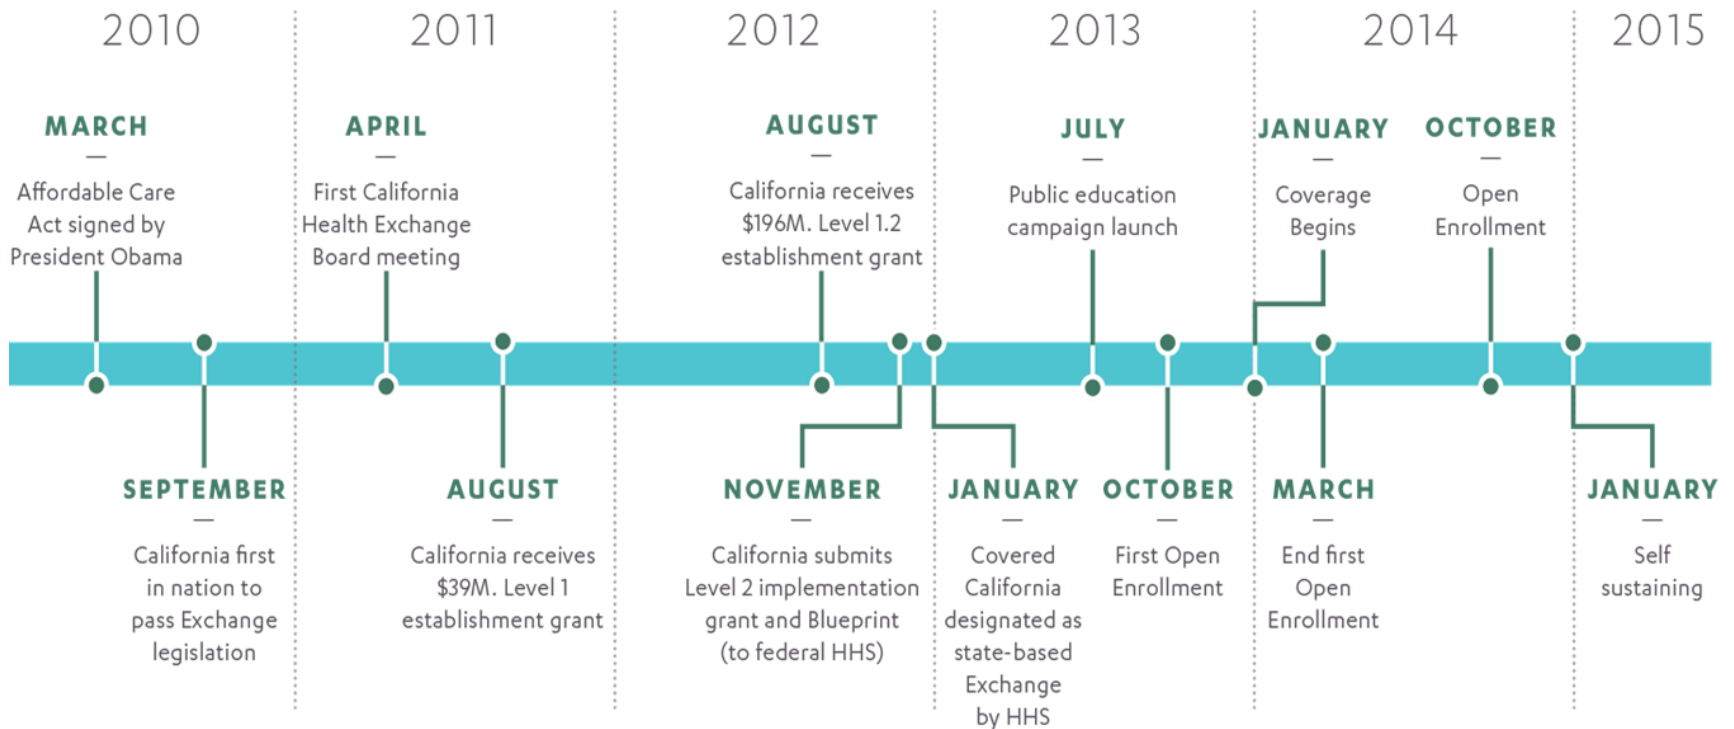 2010
2011
2012
2013
2014
2015
MARCH
Affordable Care
Act signed by
President Obama
APRIL
First California
Health Exchange
Board meeting
AUGUST
California receives
$196M. Level 1.2
establishment grant
JULY
Public education
campaign launch
JANUARY
Coverage
Begins
OCTOBER
Open
Enrollment
SEPTEMBER
California first
in nation to
pass Exchange
legislation
AUGUST
California receives
$39M. Level 1
establishment grant
NOVEMBER
California submits
Level 2 implementation
grant and Blueprint
(to federal HHS)
JANUARY
Covered
California
designated as
state-based
Exchange
by HHS
OCTOBER
First Open
Enrollment
MARCH
End first
Open
Enrollment
JANUARY
Self
sustaining